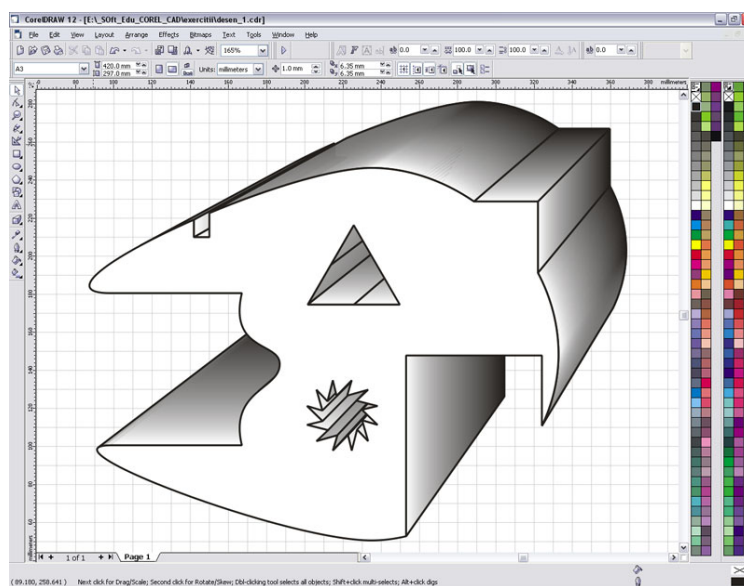 CorelDRAW 12 - [E:\_SOft_Edu_COREL_CAD\exercitii\desen_1.cdr]
File Edit View Layout Arrange Effects Bitmaps Text Tools Window Help
165% 0.0 100.0 100.0 0.0
A3 420.0 mm 297.0 mm Units: millimeters 1.0 mm 6.35 mm 6.35 mm
millimeters
1 of 1 Page 1
( 89.180, 258.641 ) Next click for Drag/Scale; Second click for Rotate/Skew; Dbl-clicking tool selects all objects; Shift+click multi-selects; Alt+click digs